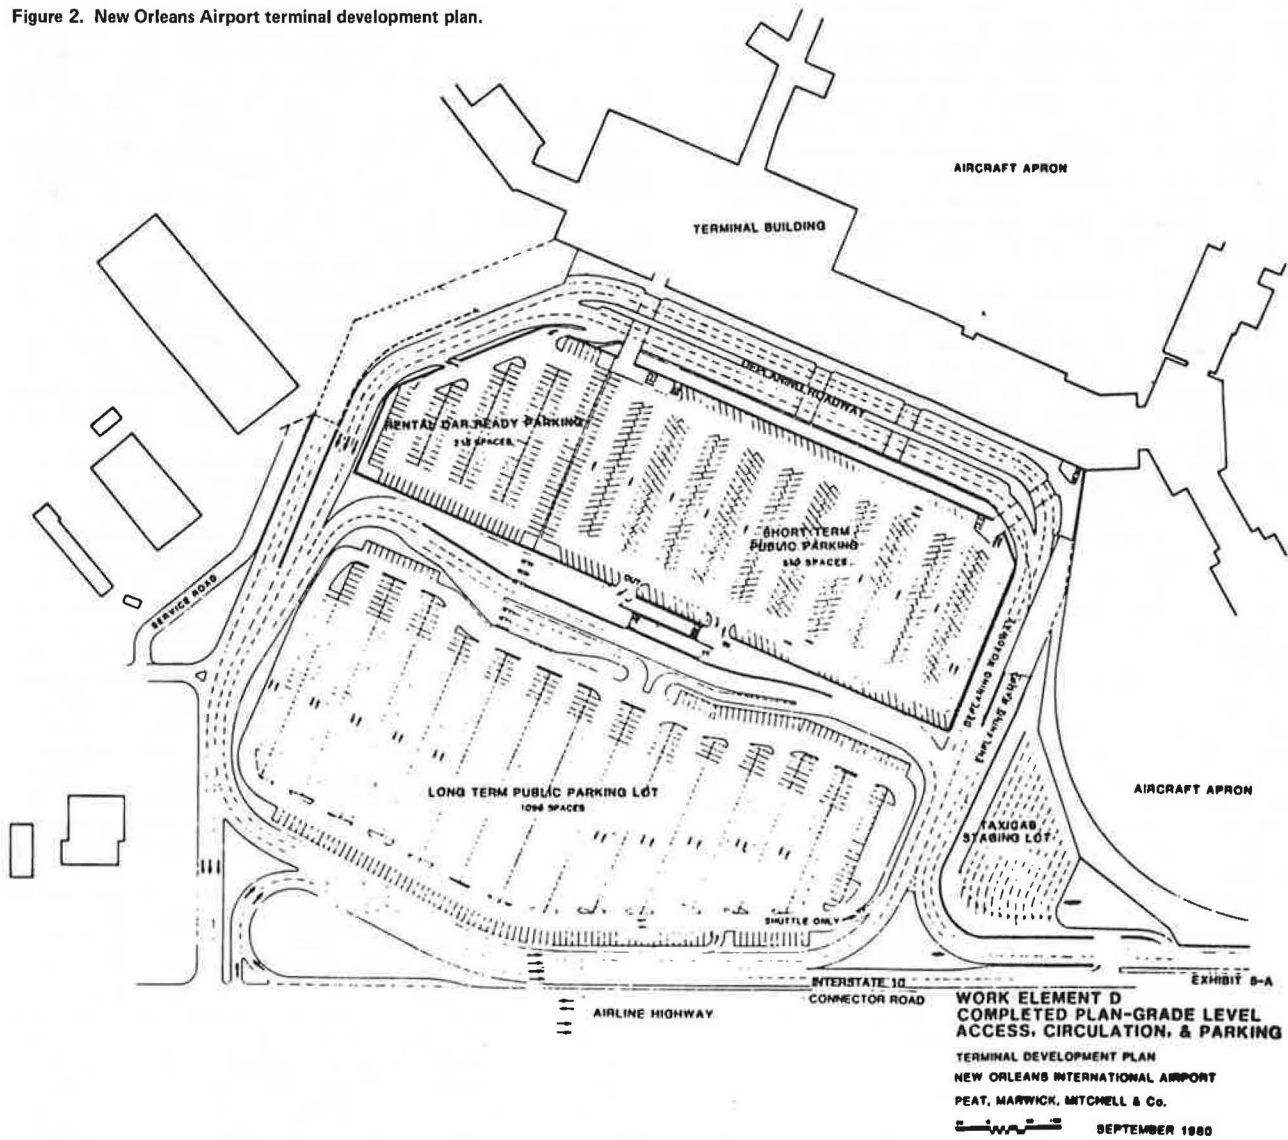 Figure 2. New Orleans Airport terminal development plan.
AIRCRAFT APRON
TERMINAL BUILDING
DEPLANING ROADWAY
RENTAL CAR READY PARKING
SPACES
SHORT-TERM
PUBLIC PARKING
SPACES
OUT
SERVICE ROAD
DEPLANING ROADWAY
ENPLANING
LONG TERM PUBLIC PARKING LOT
1096 SPACES
AIRCRAFT APRON
TAXICAB
STAGING LOT
SHUTTLE ONLY
INTERSTATE 10
CONNECTOR ROAD
AIRLINE HIGHWAY
EXHIBIT 5-A
WORK ELEMENT D
COMPLETED PLAN-GRADE LEVEL
ACCESS, CIRCULATION, & PARKING
TERMINAL DEVELOPMENT PLAN
NEW ORLEANS INTERNATIONAL AIRPORT
PEAT, MARWICK, MITCHELL & Co.
SEPTEMBER 1980